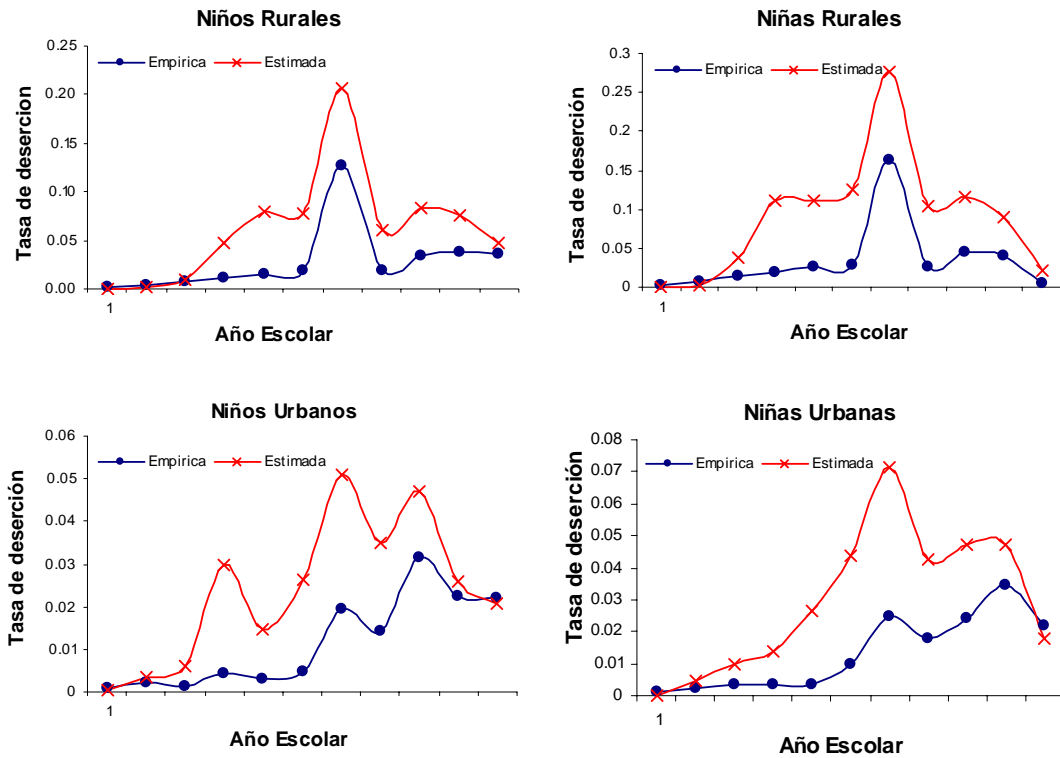 Niños Rurales
Empirica
Estimada
Tasa de desercion
0.25
0.20
0.15
0.10
0.05
0.00
1
Año Escolar
Niñas Rurales
Empirica
Estimada
Tasa de deserción
0.3
0.25
0.2
0.15
0.1
0.05
0
1
Año Escolar
Niños Urbanos
Empirica
Estimada
Tasa de deserción
0.06
0.05
0.04
0.03
0.02
0.01
0
1
Año Escolar
Niñas Urbanas
Empirica
Estimada
Tasa de deserción
0.08
0.07
0.06
0.05
0.04
0.03
0.02
0.01
0
1
Año Escolar